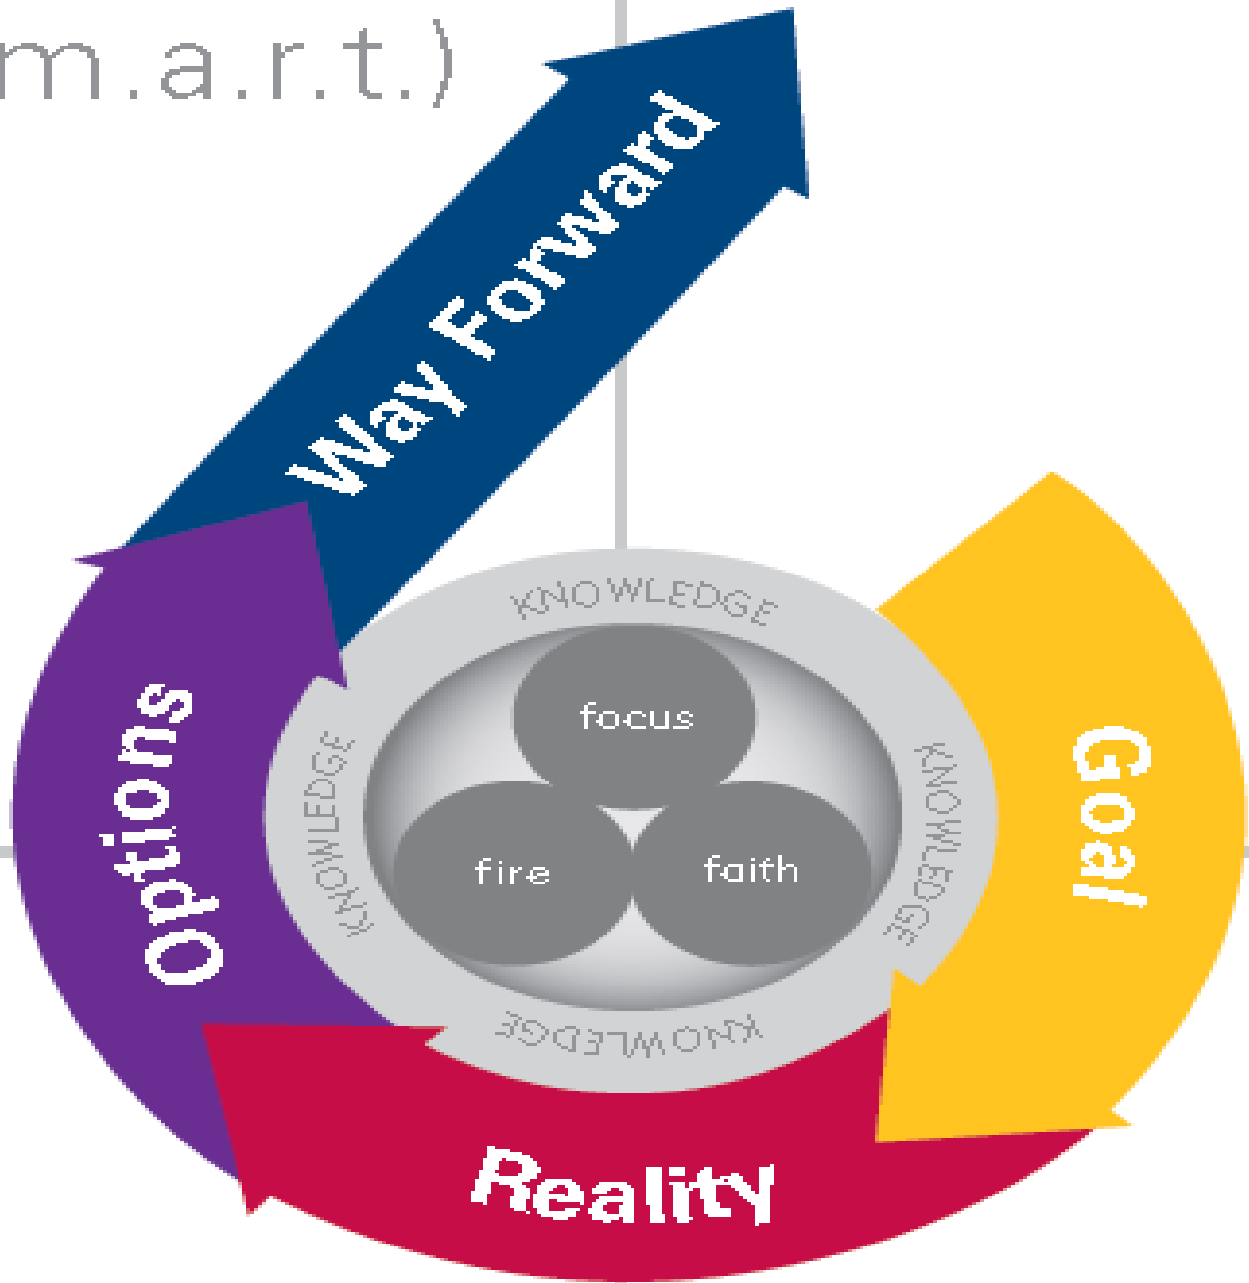 m.a.r.t.)
Way Forward
Goal
Reality
Options
KNOWLEDGE
KNOWLEDGE
KNOWLEDGE
KNOWLEDGE
focus
fire
faith